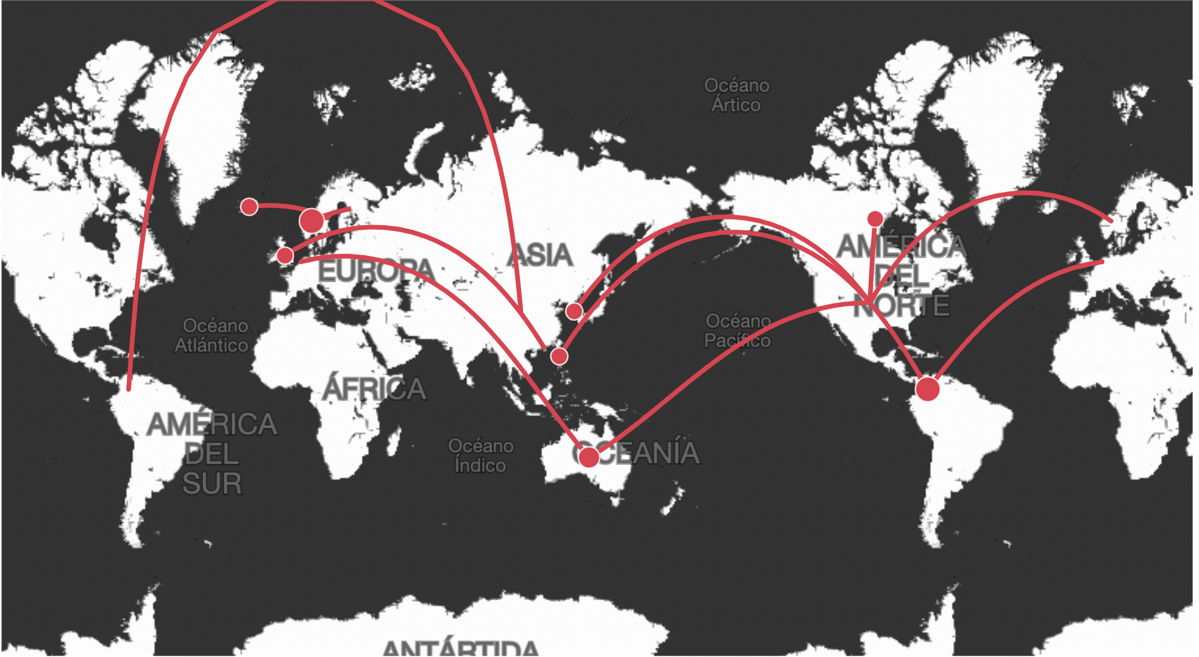 Océano
Ártico
ASIA
AMÉRICA
DEL
NORTE
EUROPA
Océano
Atlántico
Océano
Pacífico
ÁFRICA
AMÉRICA
DEL
SUR
Océano
Índico
OCEANÍA
ANTÁRTIDA